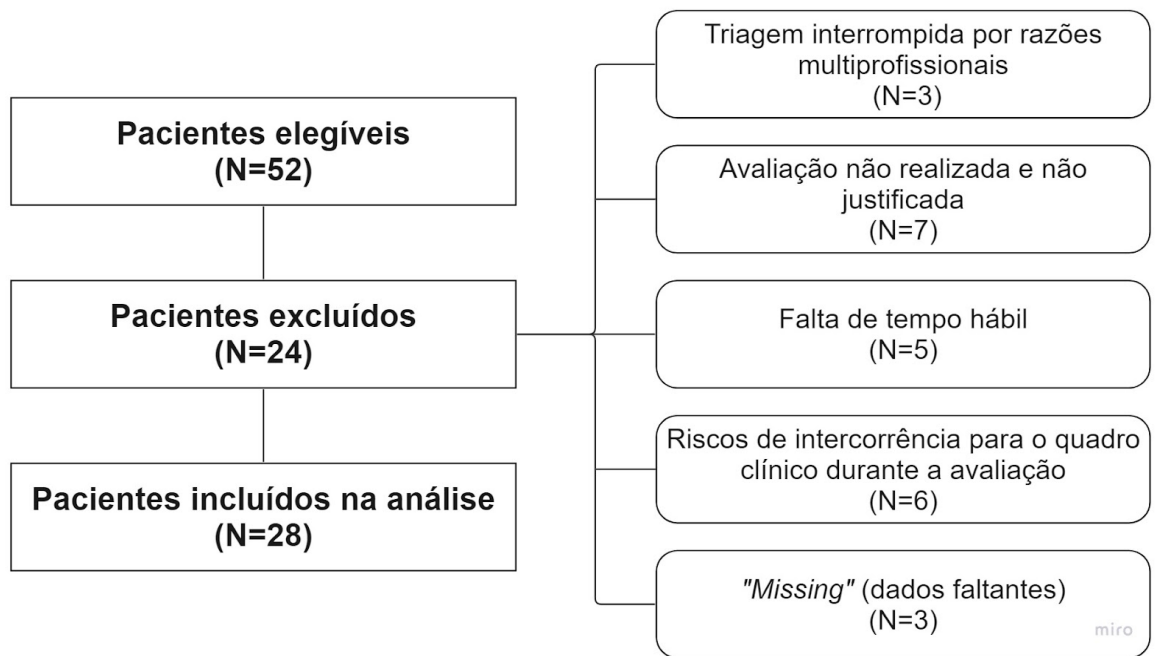 Pacientes elegíveis
(N=52)
Pacientes excluídos
(N=24)
Pacientes incluídos na análise
(N=28)
Triagem interrompida por razões
multiprofissionais
(N=3)
Avaliação não realizada e não
justificada
(N=7)
Falta de tempo hábil
(N=5)
Riscos de intercorrência para o quadro
clínico durante a avaliação
(N=6)
"Missing" (dados faltantes)
(N=3)
miro